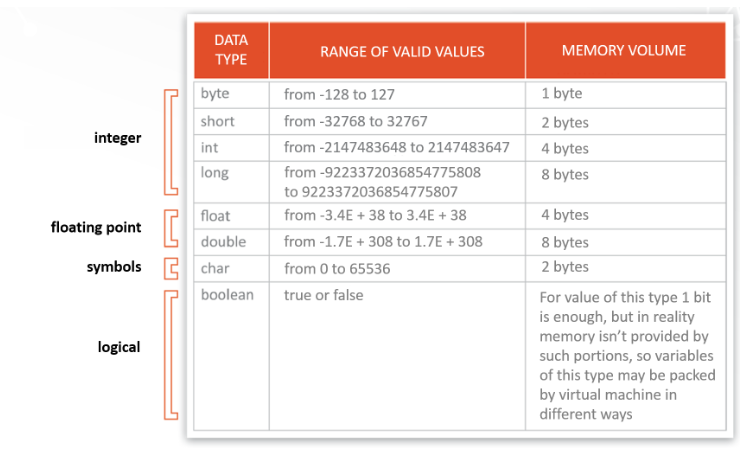 DATA
TYPE
RANGE OF VALID VALUES
MEMORY VOLUME
integer
byte
from -128 to 127
1 byte
short
from -32768 to 32767
2 bytes
int
from -2147483648 to 2147483647
4 bytes
long
from -9223372036854775808
to 9223372036854775807
8 bytes
floating point
float
from -3.4E + 38 to 3.4E + 38
4 bytes
double
from -1.7E + 308 to 1.7E + 308
8 bytes
symbols
char
from 0 to 65536
2 bytes
logical
boolean
true or false
For value of this type 1 bit
is enough, but in reality
memory isn't provided by
such portions, so variables
of this type may be packed
by virtual machine in
different ways